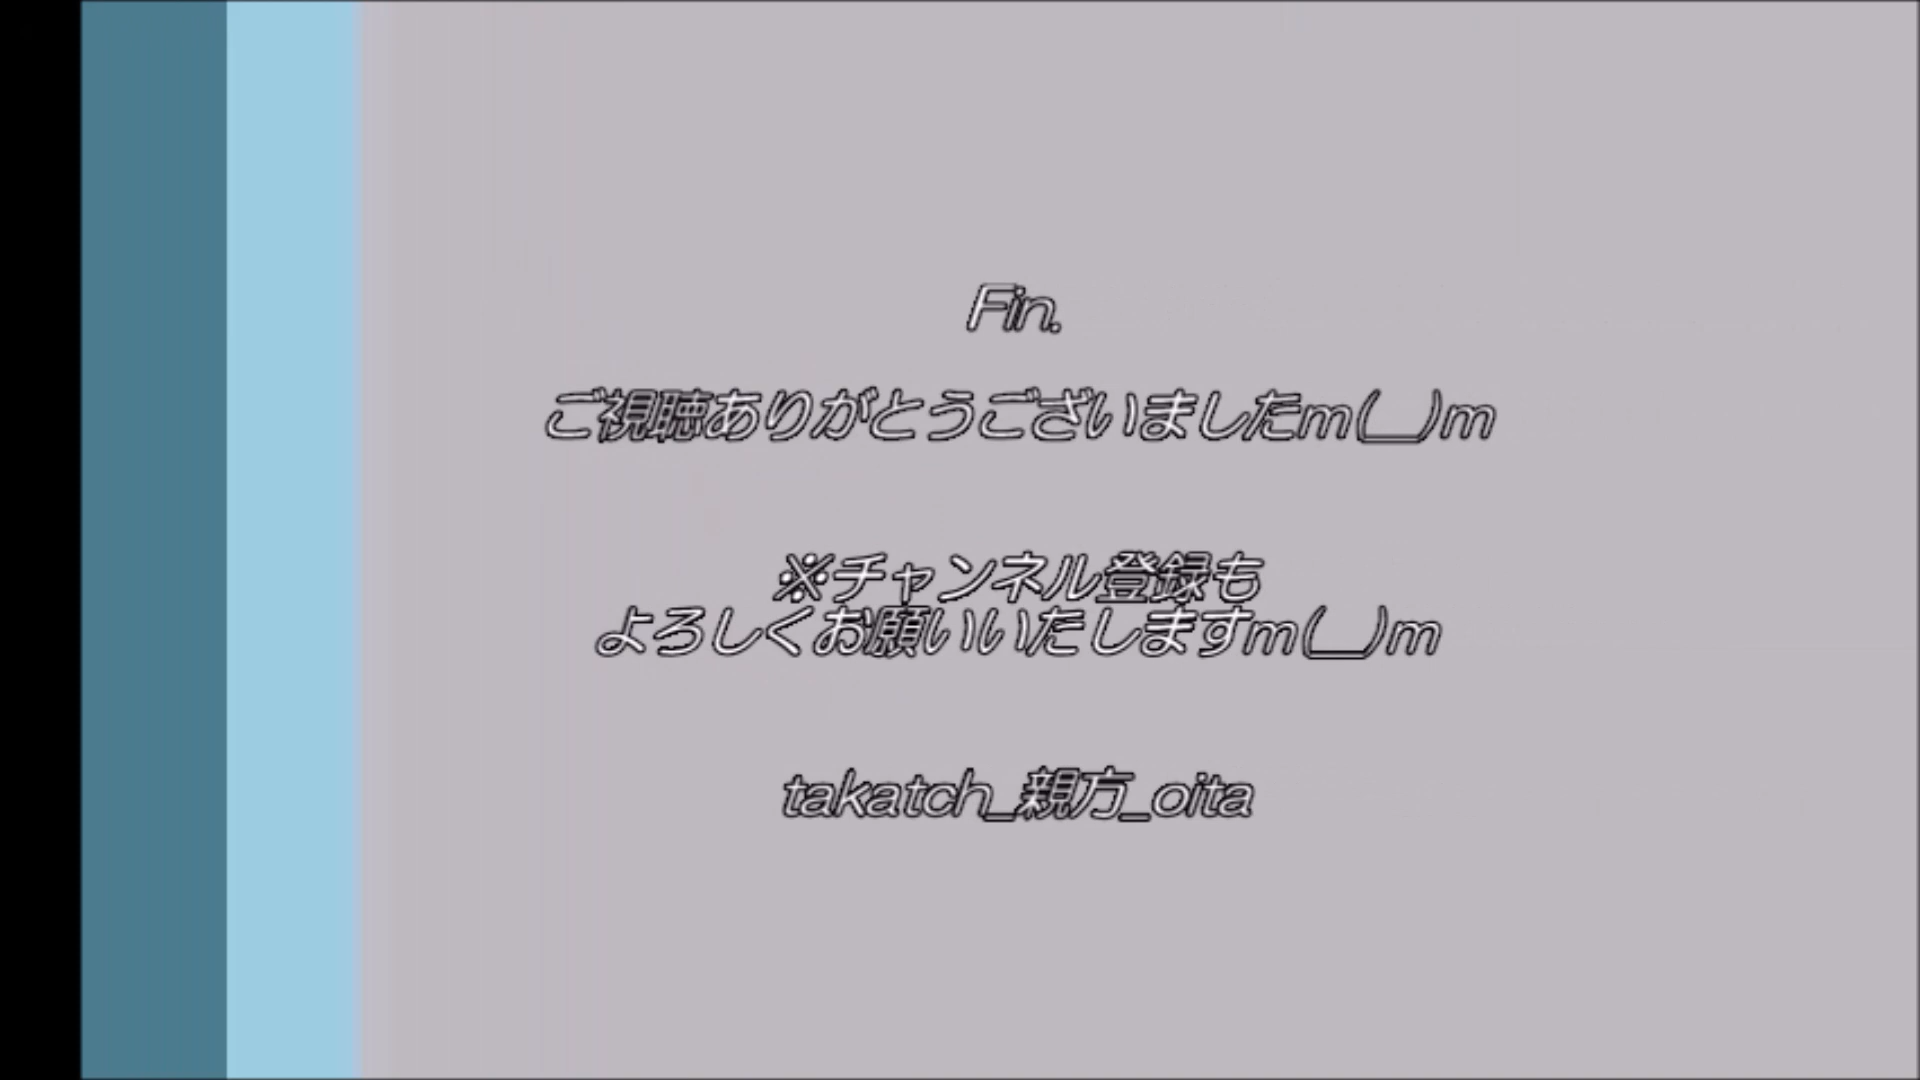 Fin.
ご視聴ありがとうございましたm(__)m
※チャンネル登録も
よろしくお願いいたしますm(__)m
takatch_親方_oita